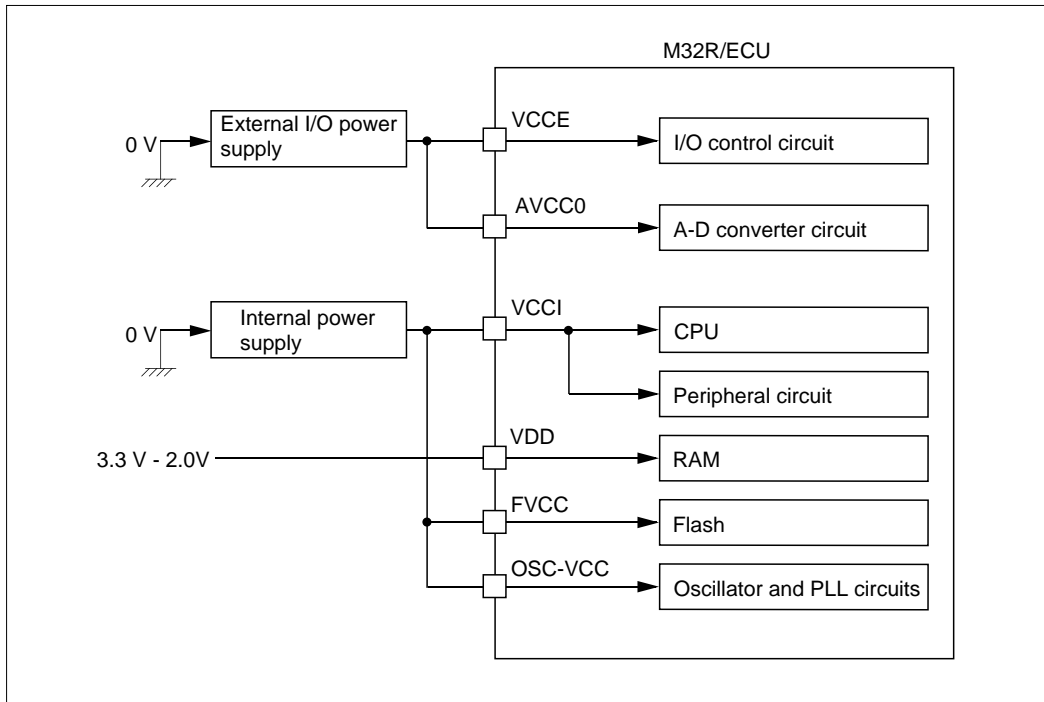 M32R/ECU
0 V
External I/O power
supply
VCCE
I/O control circuit
AVCC0
A-D converter circuit
0 V
Internal power
supply
VCCI
CPU
Peripheral circuit
3.3 V - 2.0V
VDD
RAM
FVCC
Flash
OSC-VCC
Oscillator and PLL circuits